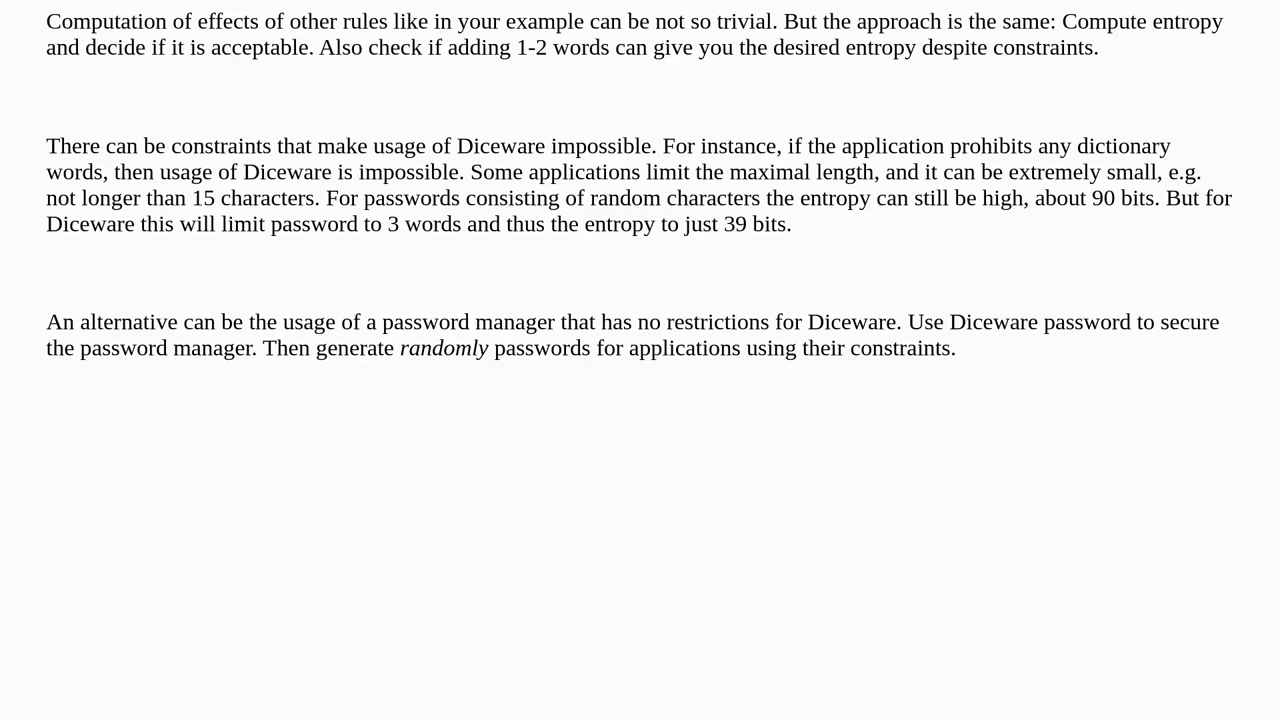 Computation of effects of other rules like in your example can be not so trivial. But the approach is the same: Compute entropy
and decide if it is acceptable. Also check if adding 1-2 words can give you the desired entropy despite constraints.
There can be constraints that make usage of Diceware impossible. For instance, if the application prohibits any dictionary
words, then usage of Diceware is impossible. Some applications limit the maximal length, and it can be extremely small, e.g.
not longer than 15 characters. For passwords consisting of random characters the entropy can still be high, about 90 bits. But for
Diceware this will limit password to 3 words and thus the entropy to just 39 bits.
An alternative can be the usage of a password manager that has no restrictions for Diceware. Use Diceware password to secure
the password manager. Then generate randomly passwords for applications using their constraints.